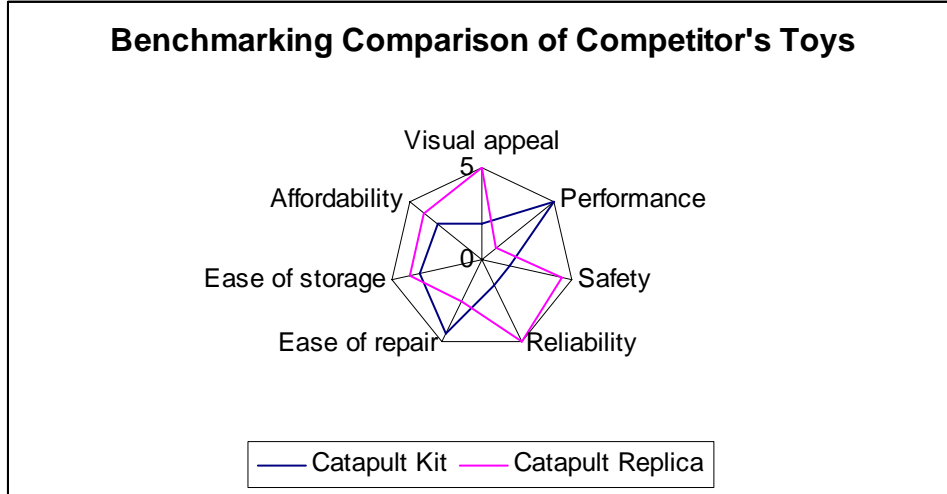 Benchmarking Comparison of Competitor's Toys
Visual appeal
5
Affordability
Performance
Ease of storage
0
Safety
Ease of repair
Reliability
Catapult Kit
Catapult Replica